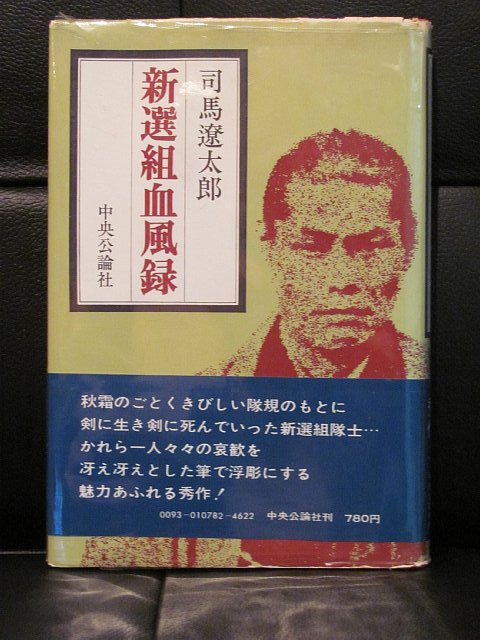 司馬遼太郎
新選組血風録
中央公論社
秋霜のごとくきびしい隊規のもとに
剣に生き剣に死んでいった新選組隊士…
かれら一人々々の哀歓を
冴え冴えとした筆で浮彫にする
魅力あふれる秀作!
0093-010782-4622 中央公論社刊 780円